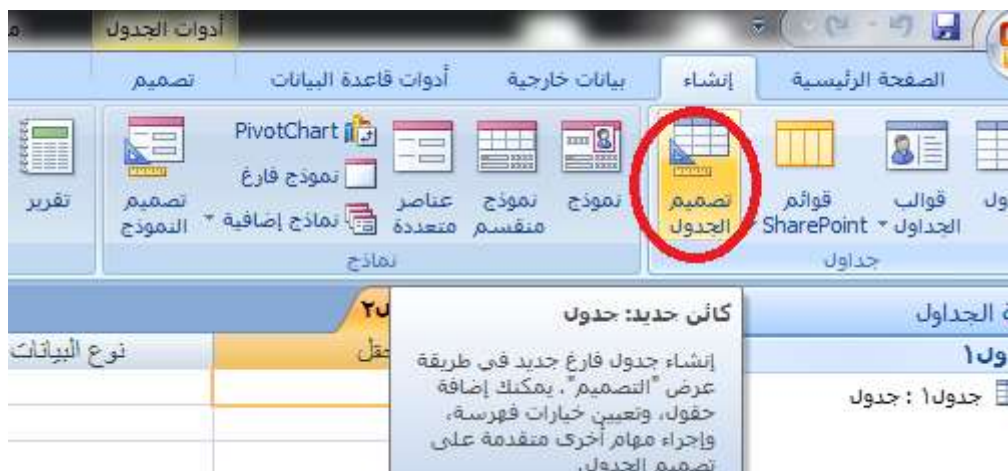 أدوات الجدول
الصفحة الرئيسية
إنشاء
بيانات خارجية
أدوات قاعدة البيانات
تصميم
قوالب
الجداول
قوائم
SharePoint
تصميم
الجدول
جداول
نموذج
نموذج
منقسم
عناصر
متعددة
PivotChart
نموذج فارغ
نماذج إضافية
تصميم
النموذج
نماذج
تقرير
الجداول
جدول١ : جدول
نوع البيانات
كائن جديد: جدول
إنشاء جدول فارغ جديد في طريقة
عرض "التصميم". يمكنك إضافة
حقول، وتعيين خيارات فهرسة،
وإجراء مهام أخرى متقدمة على
تصميم الجدول.